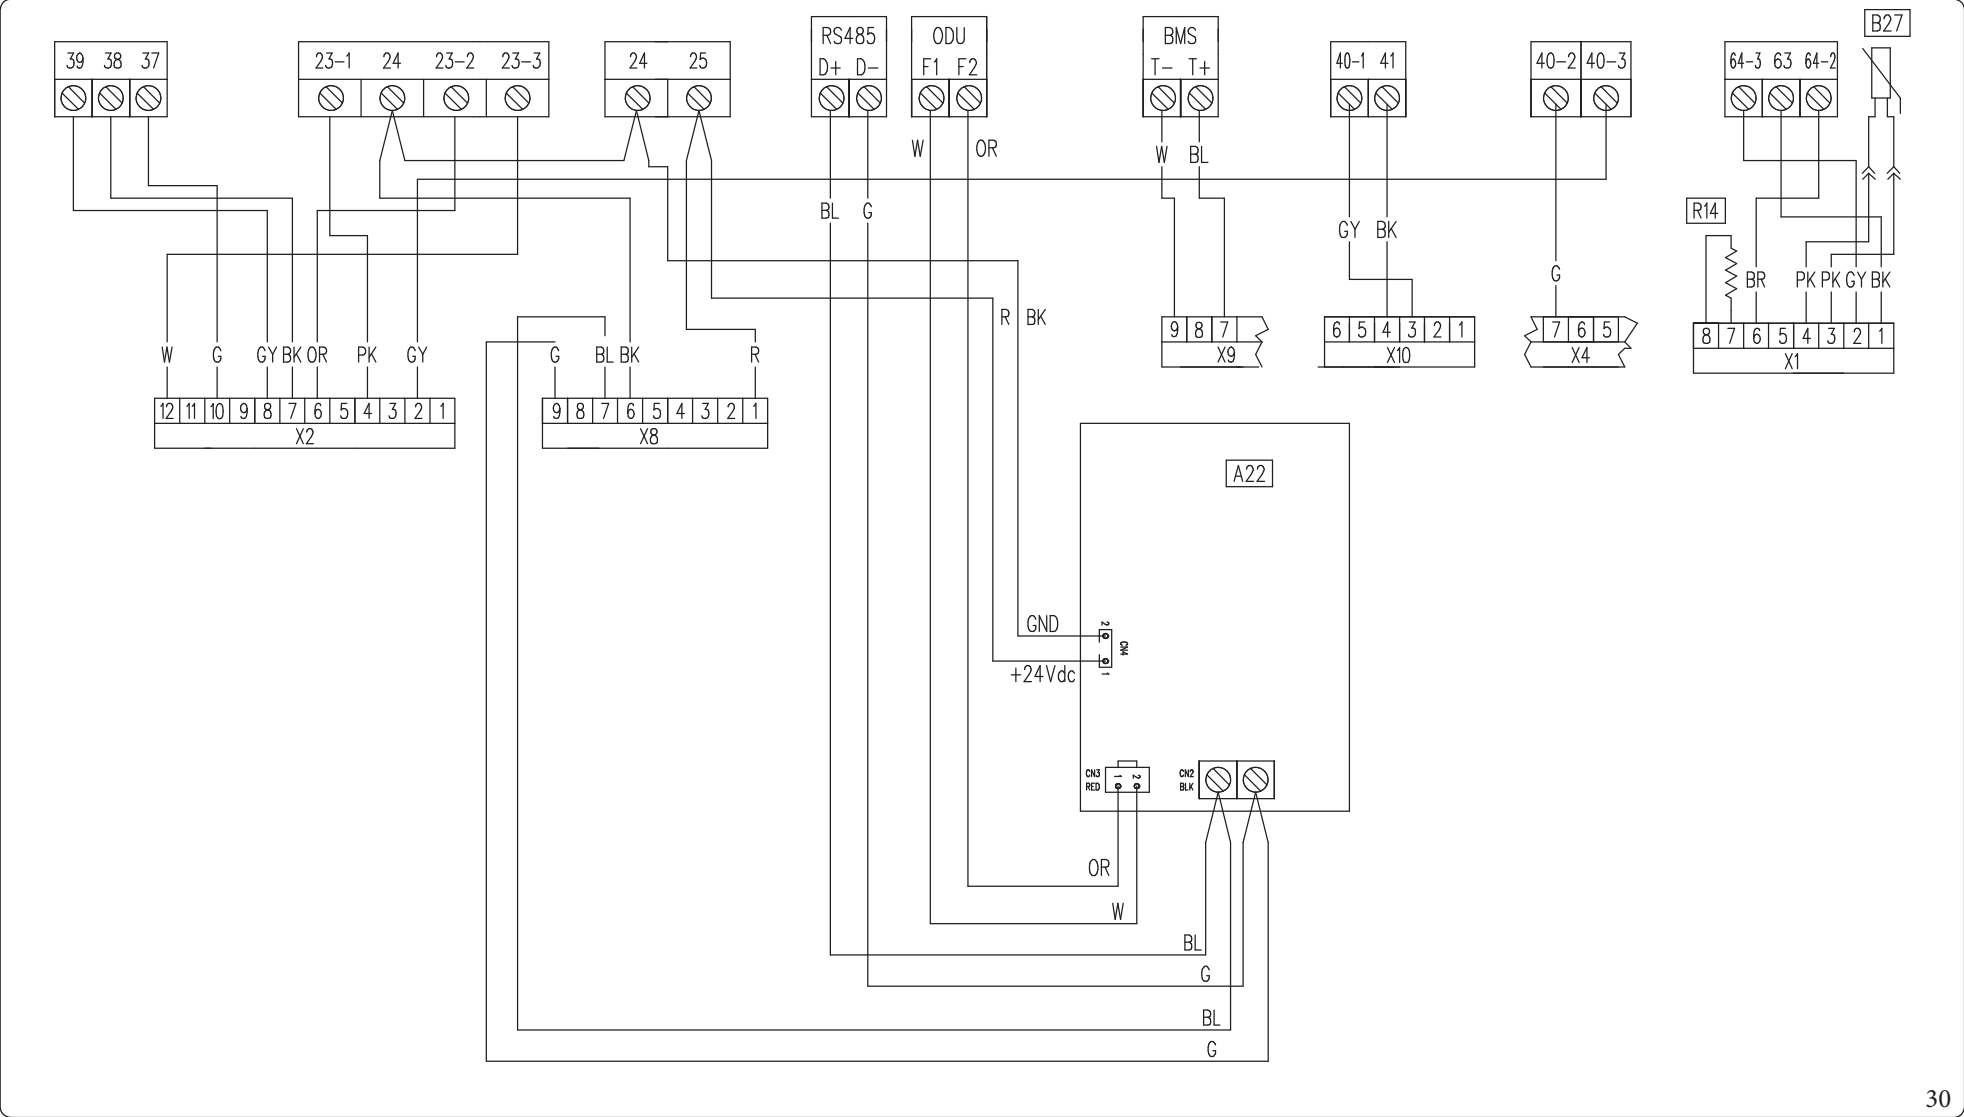 B27
RS485 ODU BMS
39 38 37 23-1 24 23-2 23-3 24 25 D+ D- F1 F2 T- T+ 40-1 41 40-2 40-3 64-3 63 64-2
W OR W BL
BL G R14
GY BK
G BR PK PK GY BK
R BK 9 8 7 6 5 4 3 2 1 7 6 5 8 7 6 5 4 3 2 1
W G GY BK OR PK GY G BL BK R X9 X10 X4 X1
12 11 10 9 8 7 6 5 4 3 2 1 9 8 7 6 5 4 3 2 1
X2 X8
A22
GND 2
CN4
+24Vdc 1
CN3 1 2 CN2
RED BLK
OR
W
BL
G
BL
G
30